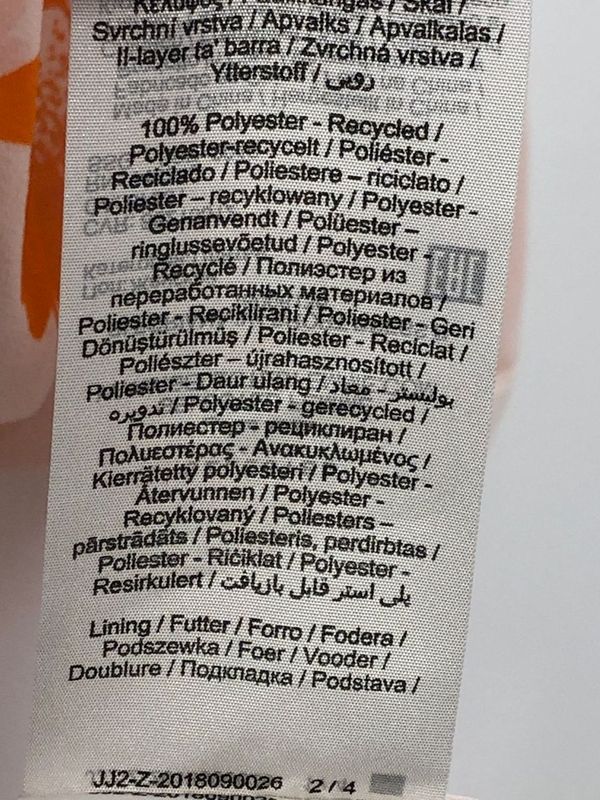 Κέλυφος / Skal /
Svrchní vrstva / Apvalks / Apvalkalas /
Il-layer ta' barra / Zvrchná vrstva /
Ytterstoff / رویی
100% Polyester - Recycled /
Polyester-recycelt / Poliéster -
Reciclado / Poliestere – riciclato /
Poliester – recyklowany / Polyester -
Genanvendt / Polüester –
ringlussevõetud / Polyester -
Recyclé / Полиэстер из
переработанных материалов /
Poliester - Reciklirani / Poliester - Geri
Dönüştürülmüş / Poliester - Reciclat /
Poliészter – újrahasznosított /
Poliester - Daur ulang / بوليستر - معاد
تدويره / Polyester - gerecycled /
Полиестер - рециклиран /
Πολυεστέρας - Ανακυκλωμένος /
Kierrätetty polyesteri / Polyester -
Återvunnen / Polyester -
Recyklovaný / Poliesters –
pārstrādāts / Poliesteris, perdirbtas /
Poliester - Riċiklat / Polyester -
Resirkulert / پلی استر قابل بازیافت
Lining / Futter / Forro / Fodera /
Podszewka / Foer / Vooder /
Doublure / Подкладка / Podstava /
JJ2-Z-2018090026 2 / 4